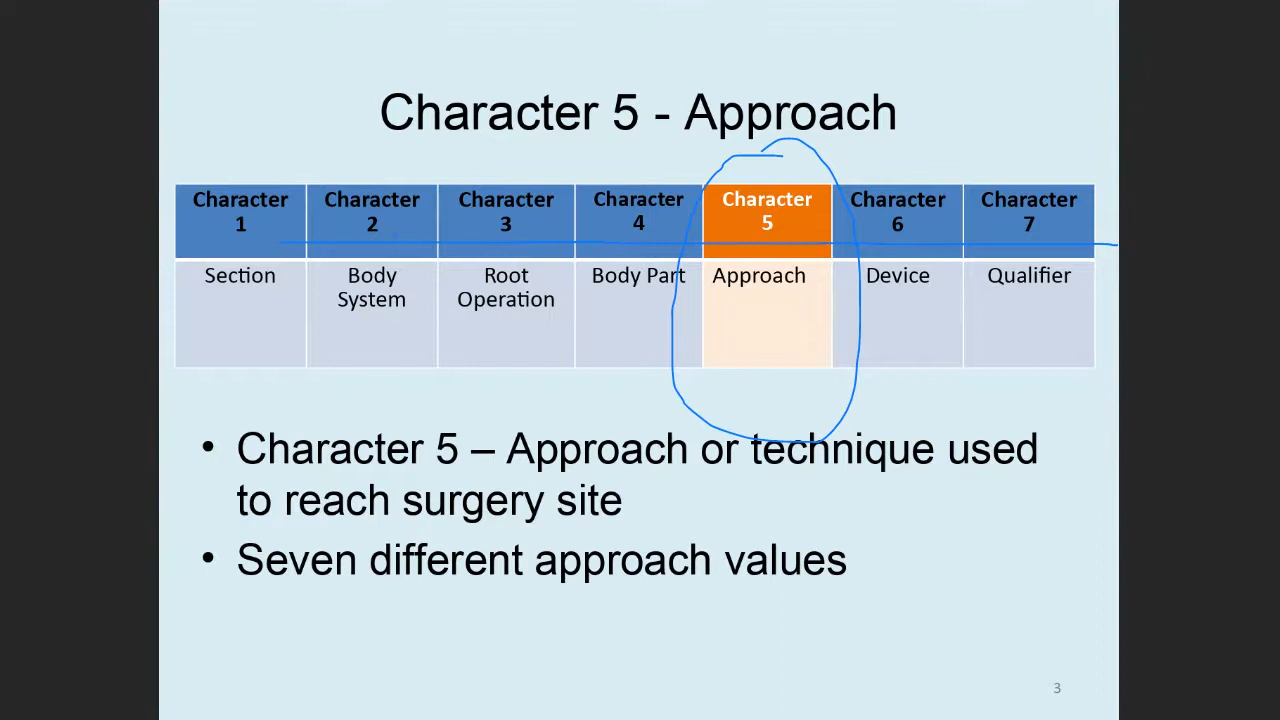 Character 5 - Approach
Character 1 Character 2 Character 3 Character 4 Character 5 Character 6 Character 7
Section Body System Root Operation Body Part Approach Device Qualifier
• Character 5 – Approach or technique used
to reach surgery site
• Seven different approach values
3